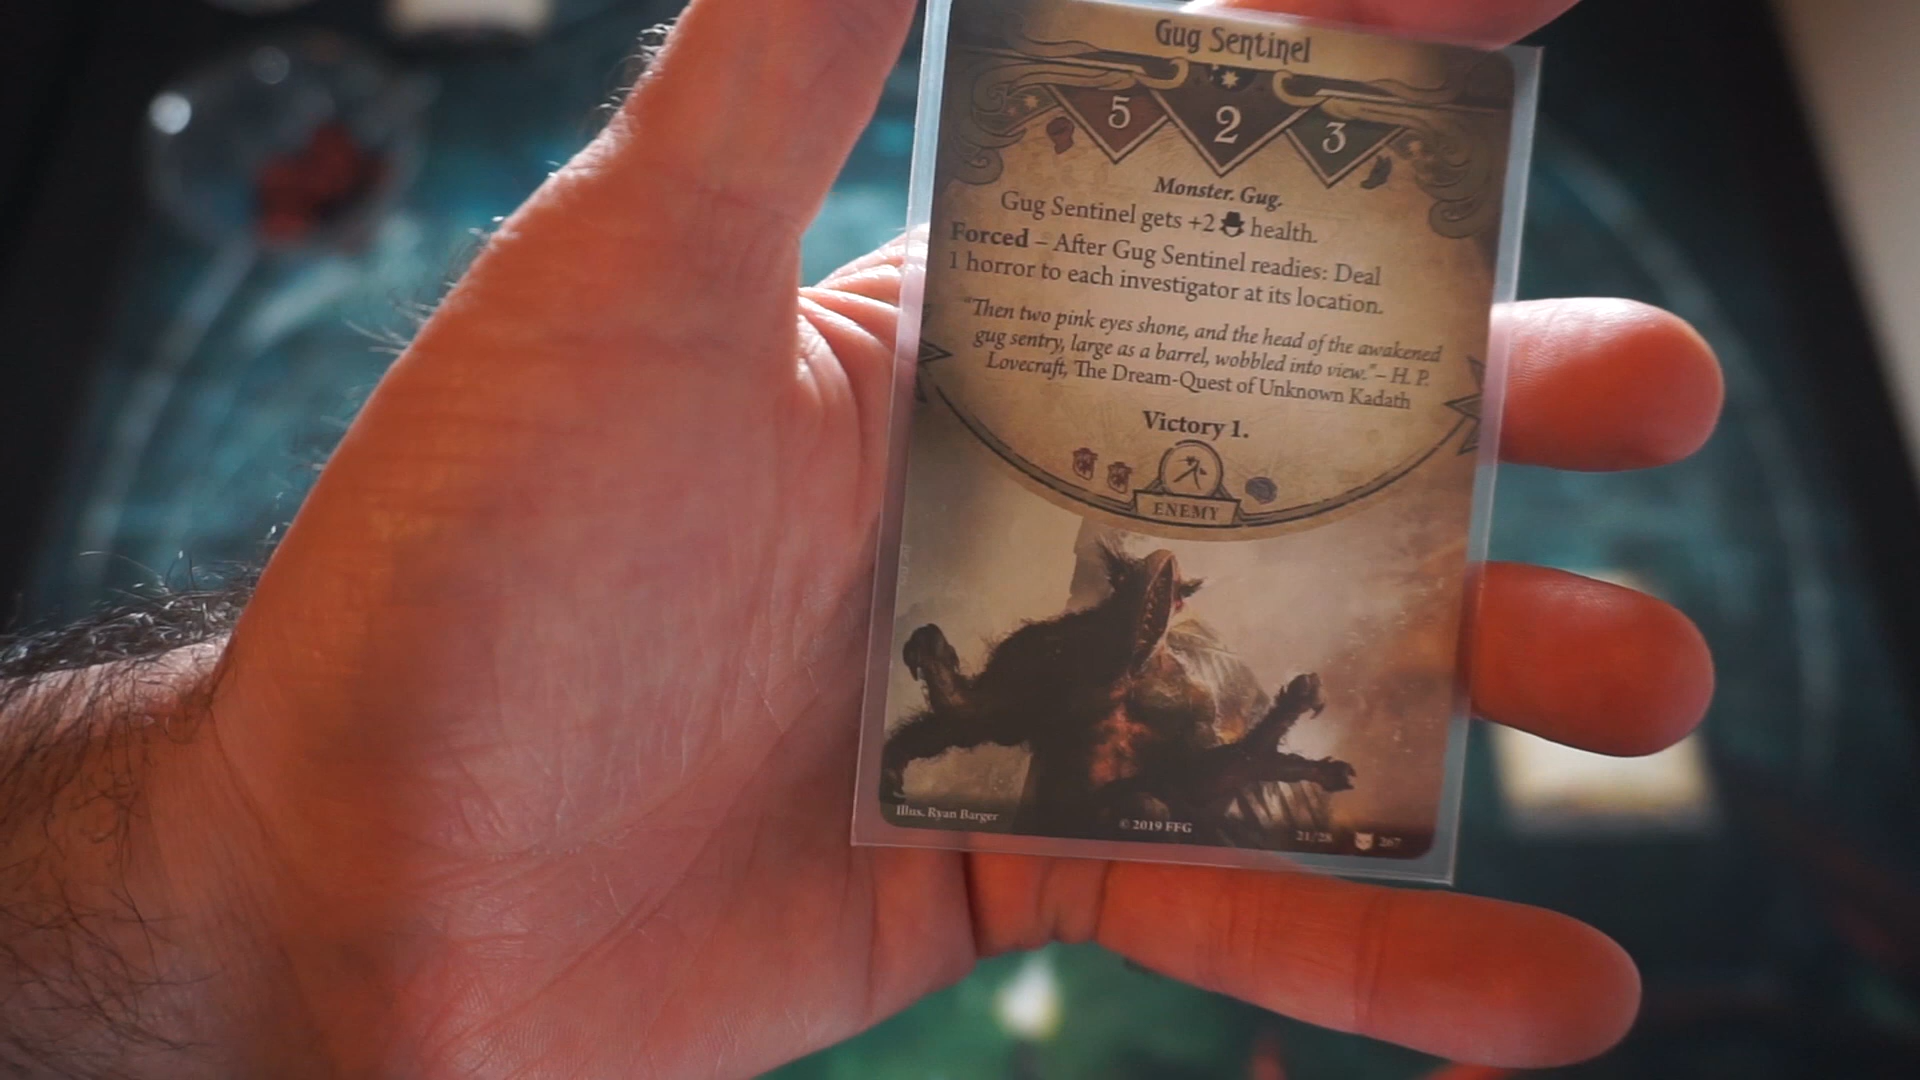 Gug Sentinel
5 2 3
Monster. Gug.
Gug Sentinel gets +2 health.
Forced – After Gug Sentinel readies: Deal
1 horror to each investigator at its location.
"Then two pink eyes shone, and the head of the awakened
gug sentry, large as a barrel, wobbled into view." – H. P.
Lovecraft, The Dream-Quest of Unknown Kadath
Victory 1.
ENEMY
Illus. Ryan Barger
© 2019 FFG
21/28 267